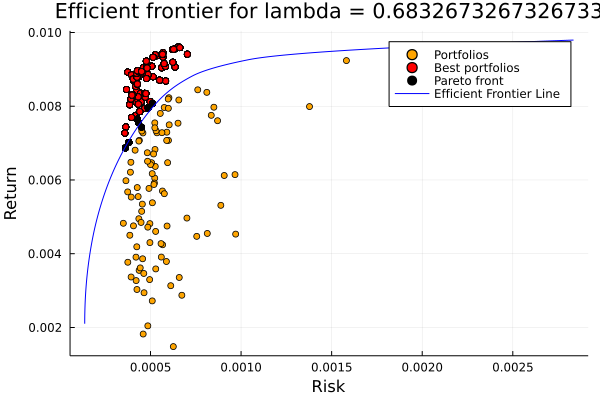 Efficient frontier for lambda = 0.6832673267326733
0.010
0.008
0.006
0.004
0.002
Return
Portfolios
Best portfolios
Pareto front
Efficient Frontier Line
0.0005 0.0010 0.0015 0.0020 0.0025
Risk